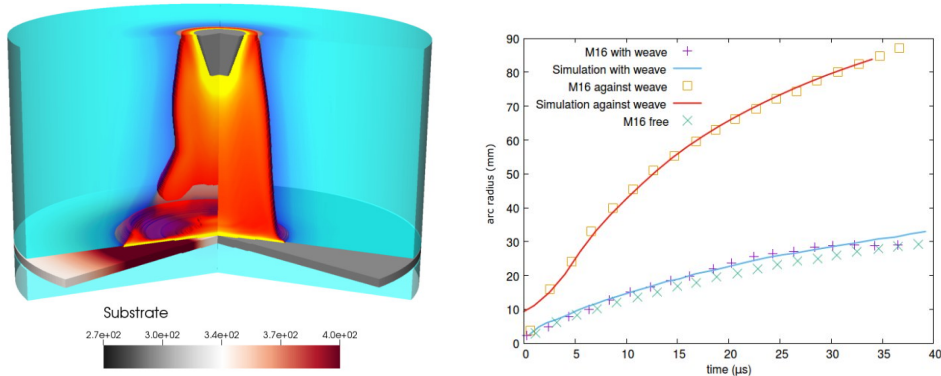 Substrate
2.7e+02 3.0e+02 3.4e+02 3.7e+02 4.0e+02
90
80
70
60
50
40
30
20
10
0
arc radius (mm)
M16 with weave
Simulation with weave
M16 against weave
Simulation against weave
M16 free
0 5 10 15 20 25 30 35 40
time (μs)